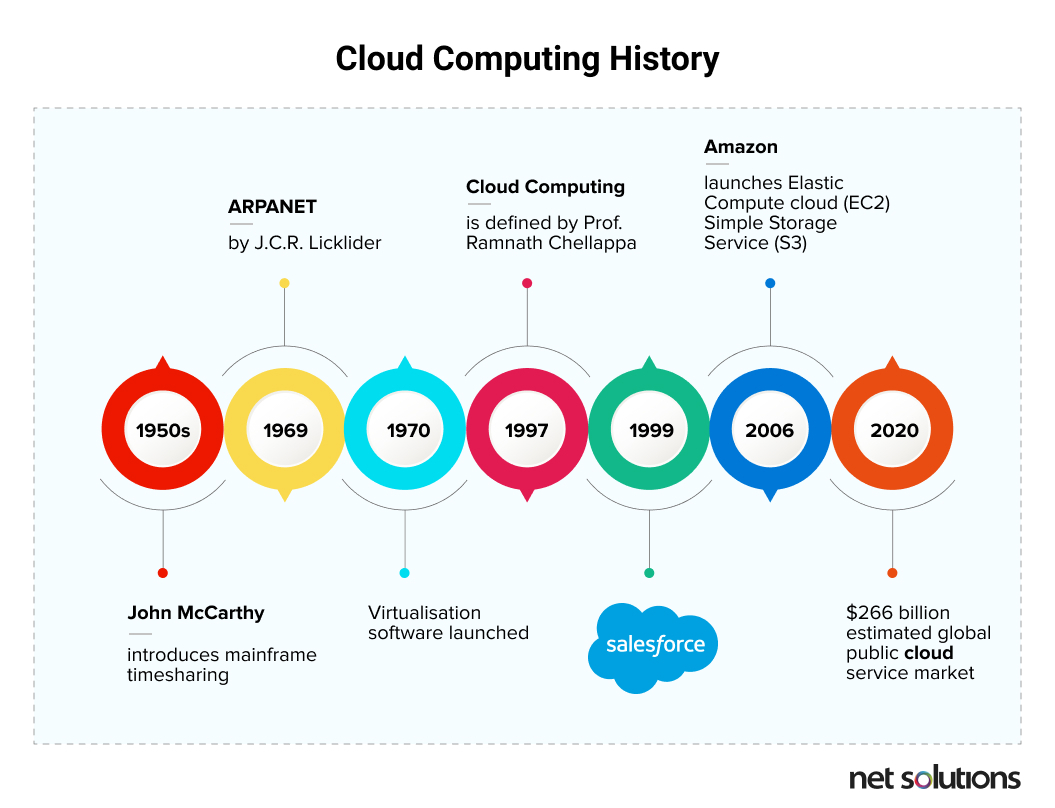 Cloud Computing History
Amazon
launches Elastic
Compute cloud (EC2)
Simple Storage
Service (S3)
Cloud Computing
is defined by Prof.
Ramnath Chellappa
ARPANET
by J.C.R. Licklider
1950s
1969
1970
1997
1999
2006
2020
John McCarthy
introduces mainframe
timesharing
Virtualisation
software launched
salesforce
$266 billion
estimated global
public cloud
service market
net solutions